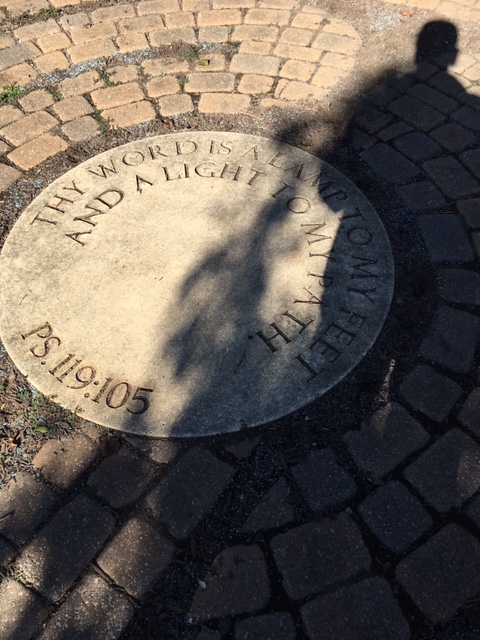 THY WORD IS A LAMP TO MY FEET
AND A LIGHT TO MY PATH.
PS. 119:105